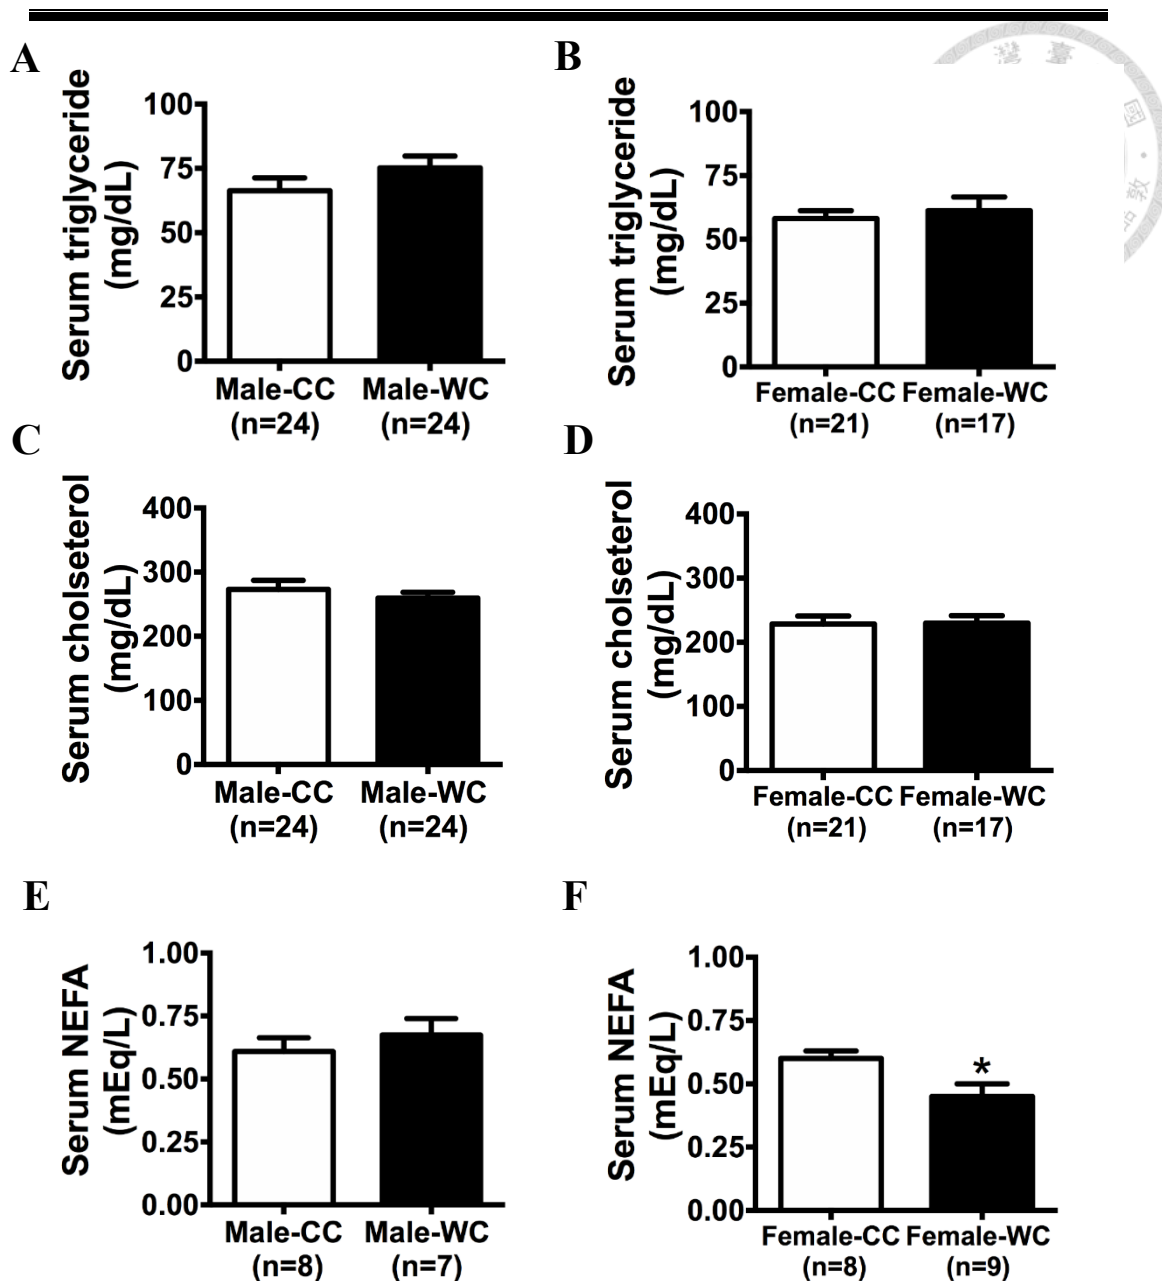 A
Serum triglyceride
(mg/dL)
100
75
50
25
0
Male-CC Male-WC
(n=24) (n=24)
B
Serum triglyceride
(mg/dL)
100
75
50
25
0
Female-CC Female-WC
(n=21) (n=17)
C
Serum cholseterol
(mg/dL)
400
300
200
100
0
Male-CC Male-WC
(n=24) (n=24)
D
Serum cholseterol
(mg/dL)
400
300
200
100
0
Female-CC Female-WC
(n=21) (n=17)
E
Serum NEFA
(mEq/L)
1.00
0.75
0.50
0.25
0.00
Male-CC Male-WC
(n=8) (n=7)
F
Serum NEFA
(mEq/L)
1.00
0.75
0.50
0.25
0.00
*
Female-CC Female-WC
(n=8) (n=9)
臺灣
國
敦
品